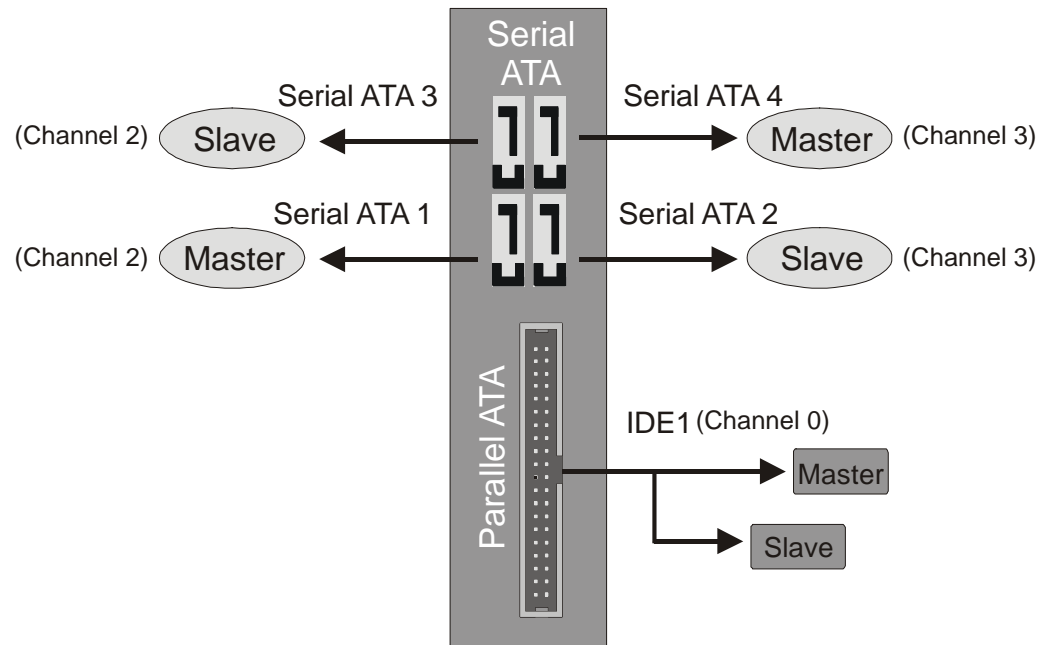 Serial
ATA
Serial ATA 3
Serial ATA 4
(Channel 2)
Slave
Master
(Channel 3)
Serial ATA 1
Serial ATA 2
(Channel 2)
Master
Slave
(Channel 3)
Parallel ATA
IDE1 (Channel 0)
Master
Slave